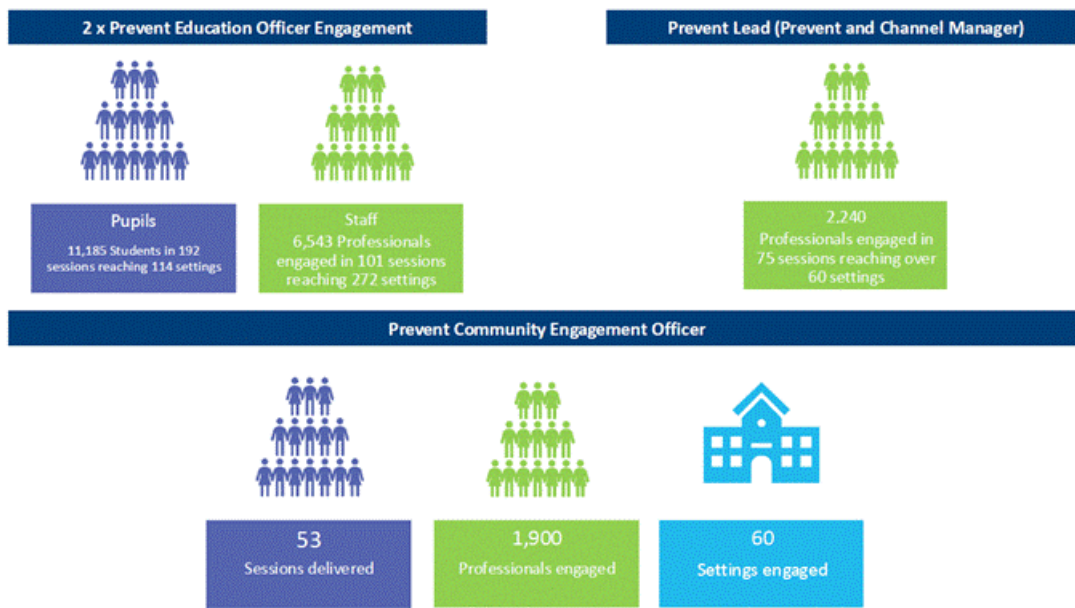 2 x Prevent Education Officer Engagement
Prevent Lead (Prevent and Channel Manager)
Pupils
11,185 Students in 192
sessions reaching 114 settings
Staff
6,543 Professionals
engaged in 101 sessions
reaching 272 settings
2,240
Professionals engaged in
75 sessions reaching over
60 settings
Prevent Community Engagement Officer
53
Sessions delivered
1,900
Professionals engaged
60
Settings engaged